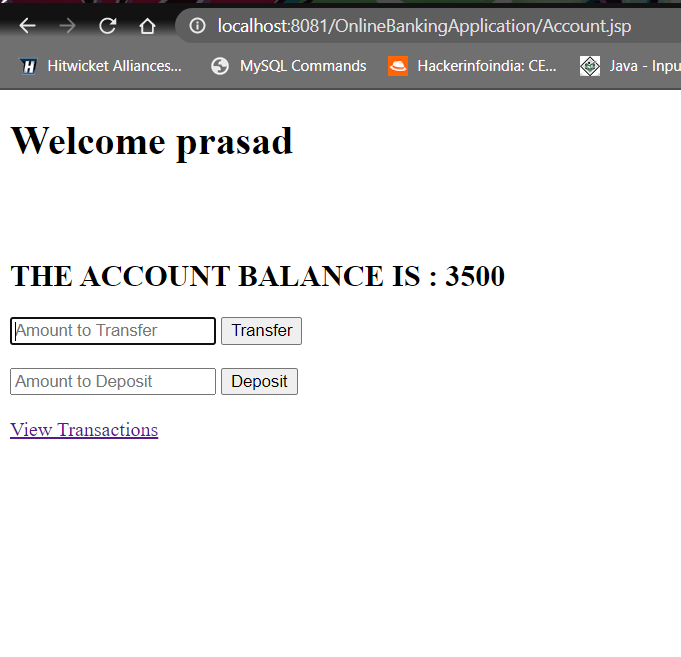 localhost:8081/OnlineBankingApplication/Account.jsp
Hitwicket Alliances... MySQL Commands Hackerinfoindia: CE... Java - Inpu
Welcome prasad
THE ACCOUNT BALANCE IS : 3500
Amount to Transfer Transfer
Amount to Deposit Deposit
View Transactions